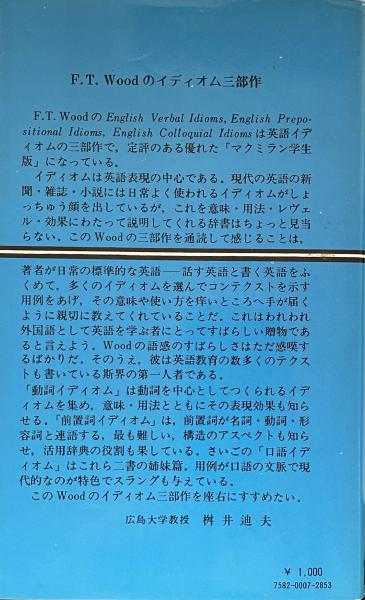 F.T. Woodのイディオム三部作
F.T. WoodのEnglish Verbal Idioms, English Prepo-
sitional Idioms, English Colloquial Idiomsは英語イデ
ィオムの三部作で，定評のある優れた「マクミラン学生
版」になっている．
イディオムは英語表現の中心である．現代の英語の新
聞・雑誌・小説には日常よく使われるイディオムがしょ
っちゅう顔を出しているが，これを意味・用法・レヴェ
ル・効果にわたって説明してくれる辞書はちょっと見当
らない．このWoodの三部作を通読して感じることは，
著者が日常の標準的な英語——話す英語と書く英語をふ
くめて，多くのイディオムを選んでコンテクストを示す
用例をあげ，その意味や使い方を痒いところへ手が届く
ように親切に教えてくれていることだ．これはわれわれ
外国語として英語を学ぶ者にとってすばらしい贈物であ
ると言えよう．Woodの語感のすばらしさはただ感嘆す
るばかりだ．そのうえ，彼は英語教育の数多くのテクス
トも書いている斯界の第一人者である．
「動詞イディオム」は動詞を中心としてつくられるイデ
ィオムを集め，意味・用法とともにその表現効果も知ら
せる．「前置詞イディオム」は，前置詞が名詞・動詞・形
容詞と連語する，最も難しい，構造のアスペクトも知ら
せ，活用辞典の役割も果している．さいごの「口語イデ
ィオム」はこれら二書の姉妹篇．用例が口語の文脈で現
代的なのが特色でスラングも与えている．
このWoodのイディオム三部作を座右にすすめたい．
広島大学教授 桝井迪夫
¥ 1,000
7582-0007-2853